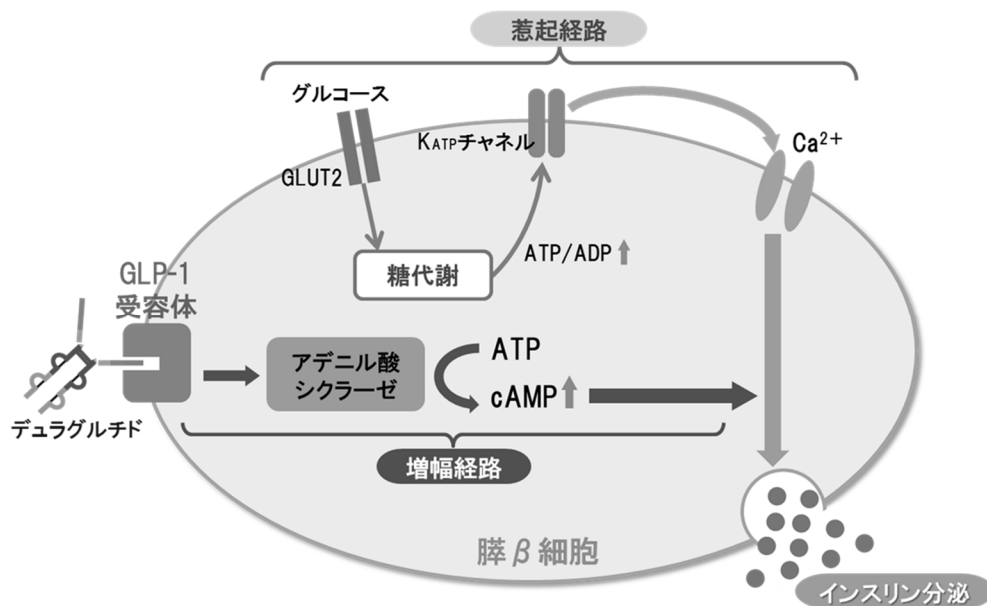 惹起経路
グルコース
KATPチャネル
Ca²⁺
GLUT2
ATP/ADP
糖代謝
GLP-1
受容体
アデニル酸
シクラーゼ
ATP
cAMP
デュラグルチド
増幅経路
膵β細胞
インスリン分泌